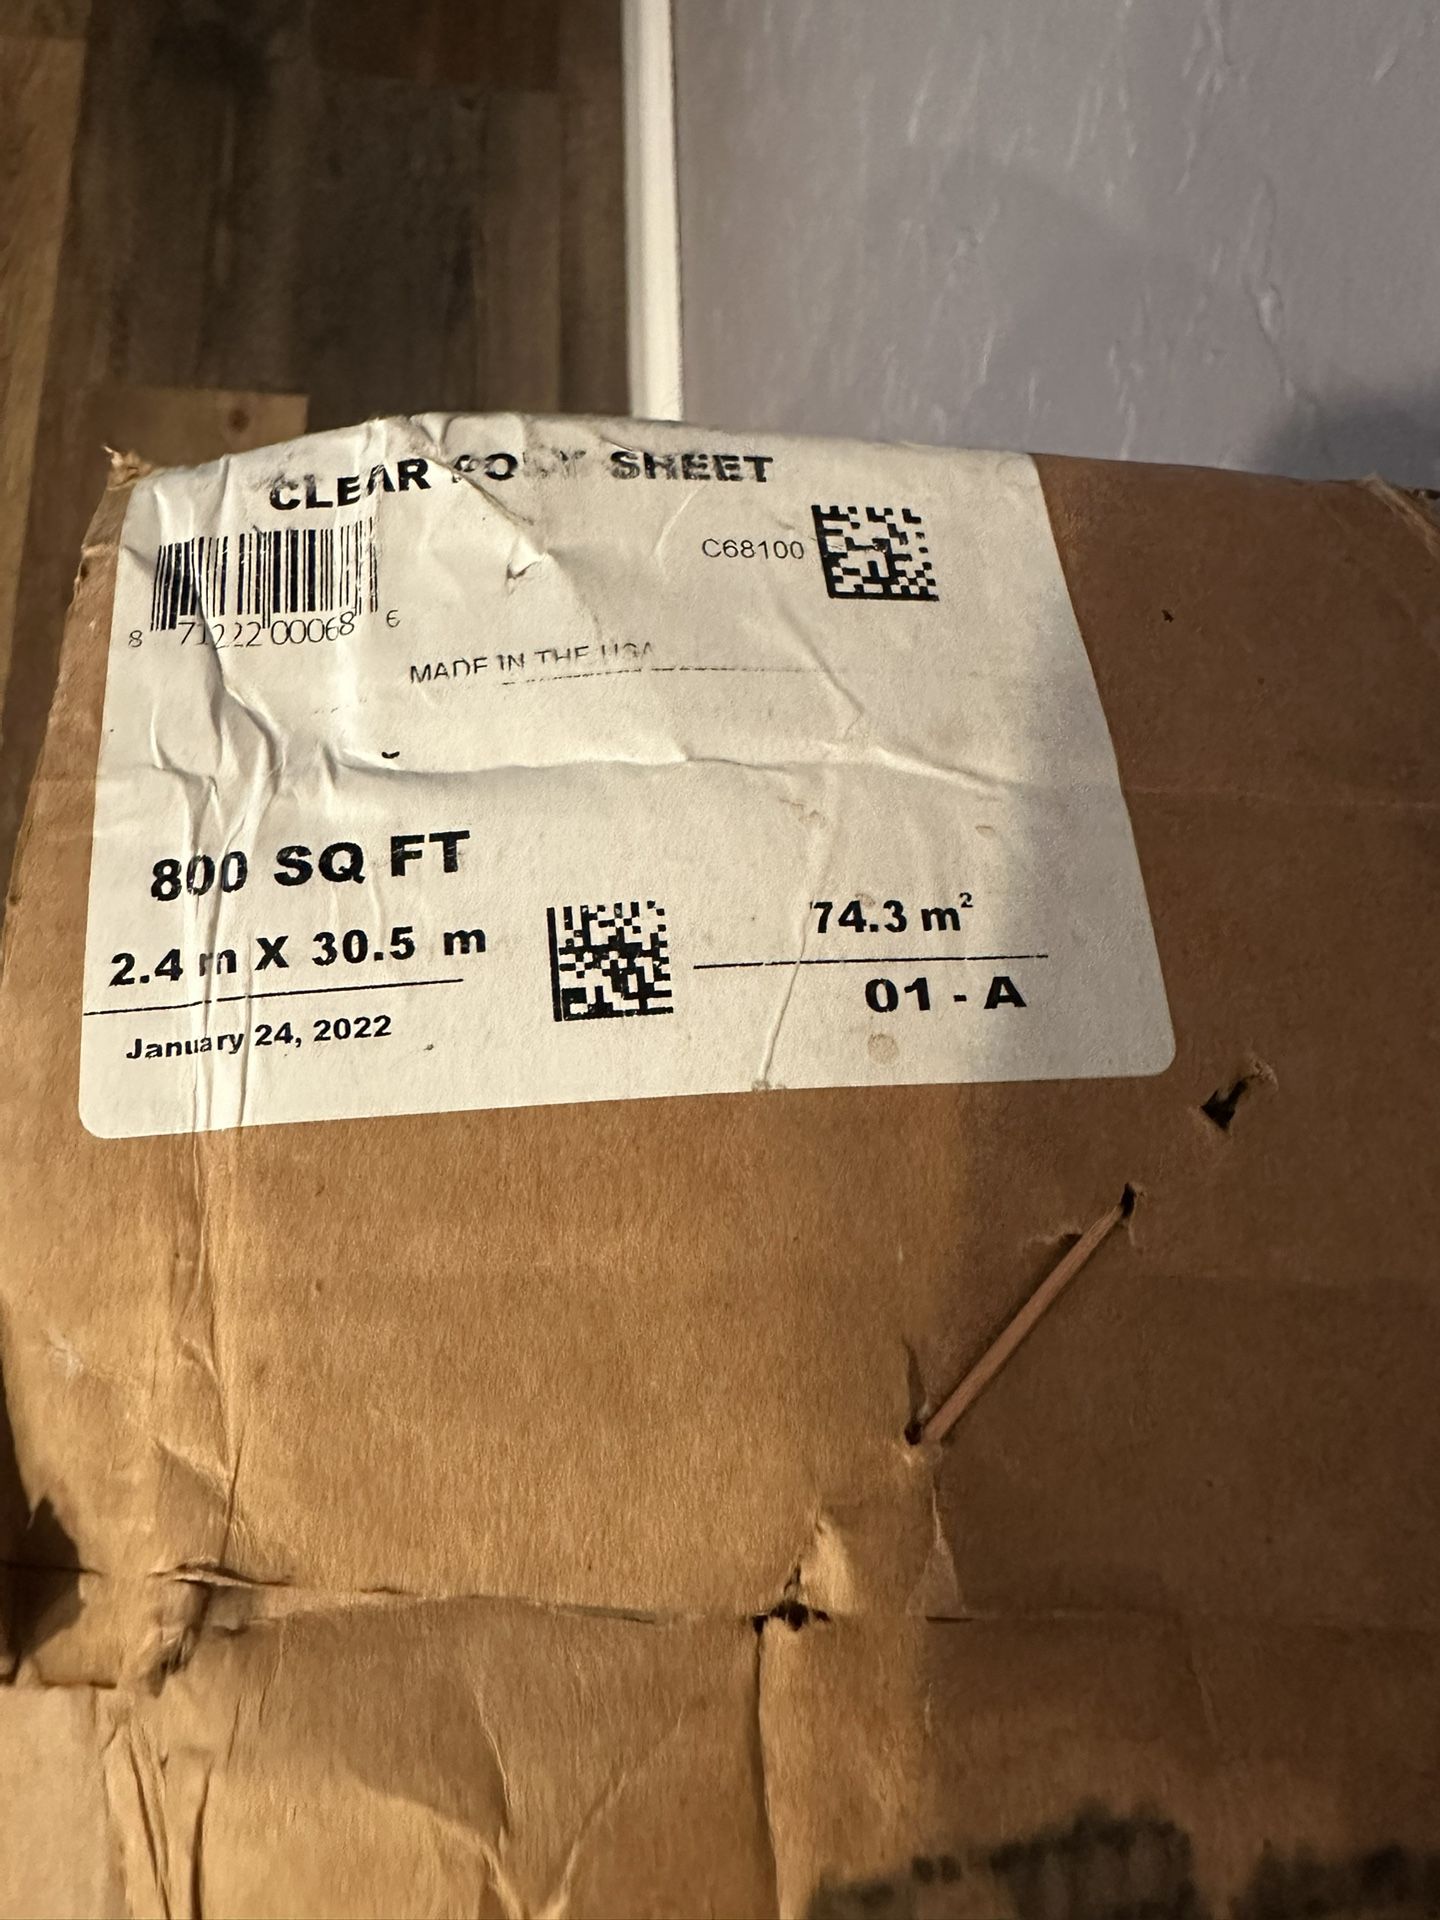 CLEAR POLY SHEET
C68100
8 71222 00068 6
MADE IN THE USA
800 SQ FT
2.4 m X 30.5 m
74.3 m²
01 - A
January 24, 2022